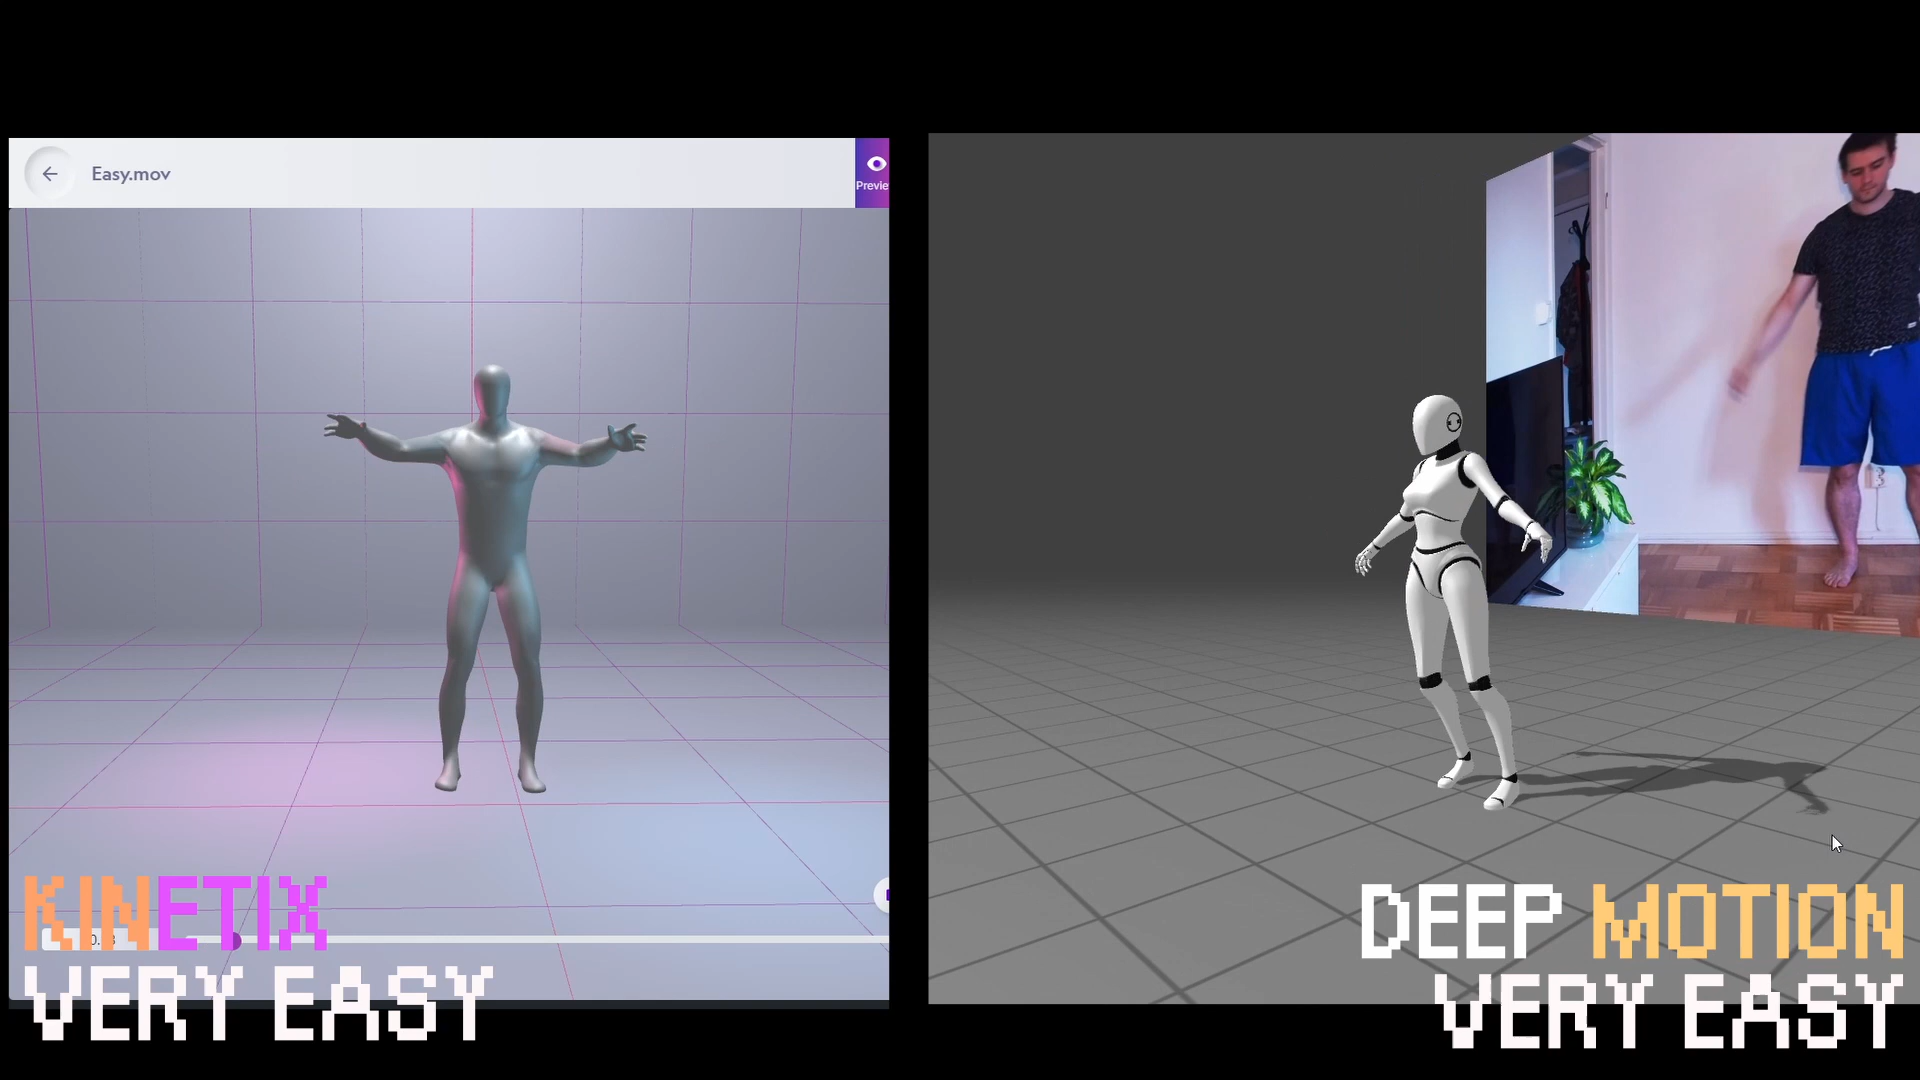 Easy.mov
Previe
KINETIX
VERY EASY
DEEP MOTION
VERY EASY